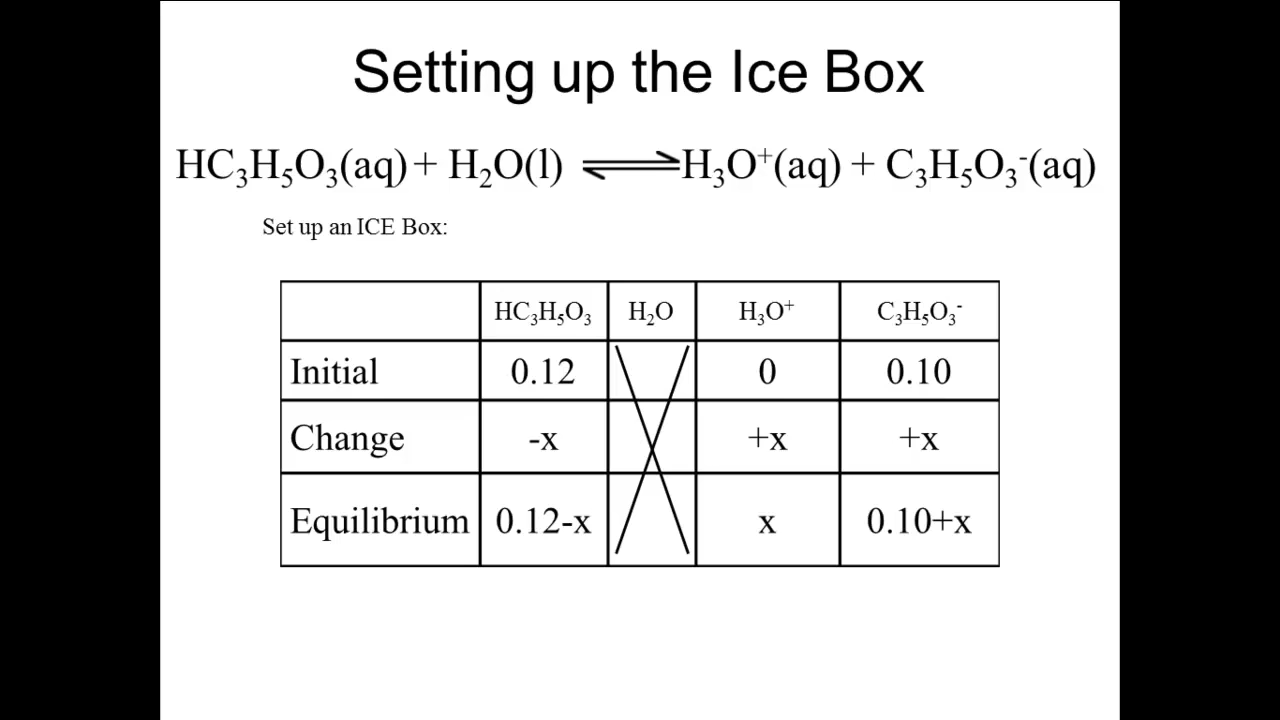 Setting up the Ice Box
HC₃H₅O₃(aq) + H₂O(l) ⇌ H₃O⁺(aq) + C₃H₅O₃⁻(aq)
Set up an ICE Box:
HC₃H₅O₃ H₂O H₃O⁺ C₃H₅O₃⁻
Initial 0.12 0 0.10
Change -x +x +x
Equilibrium 0.12-x x 0.10+x